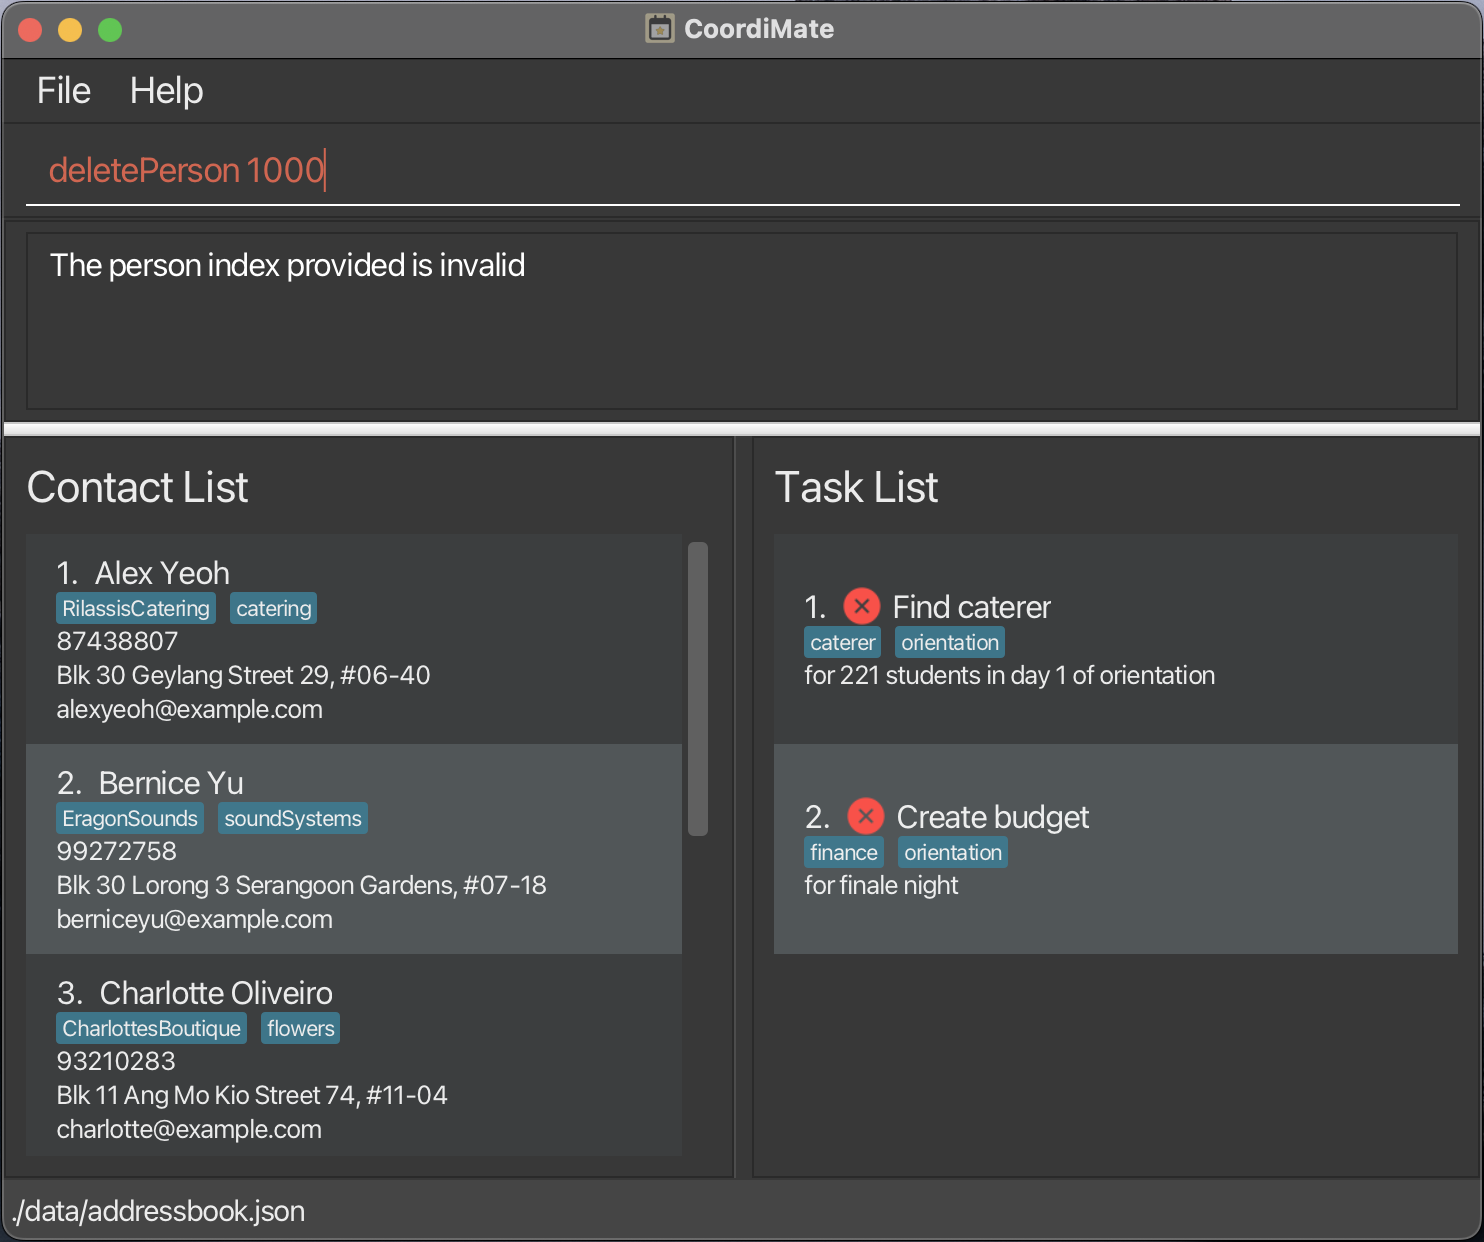 CoordiMate
File Help
deletePerson 1000
The person index provided is invalid
Contact List
1. Alex Yeoh
RilassisCatering catering
87438807
Blk 30 Geylang Street 29, #06-40
alexyeoh@example.com
2. Bernice Yu
EragonSounds soundSystems
99272758
Blk 30 Lorong 3 Serangoon Gardens, #07-18
berniceyu@example.com
3. Charlotte Oliveiro
CharlottesBoutique flowers
93210283
Blk 11 Ang Mo Kio Street 74, #11-04
charlotte@example.com
Task List
1. Find caterer
caterer orientation
for 221 students in day 1 of orientation
2. Create budget
finance orientation
for finale night
./data/addressbook.json